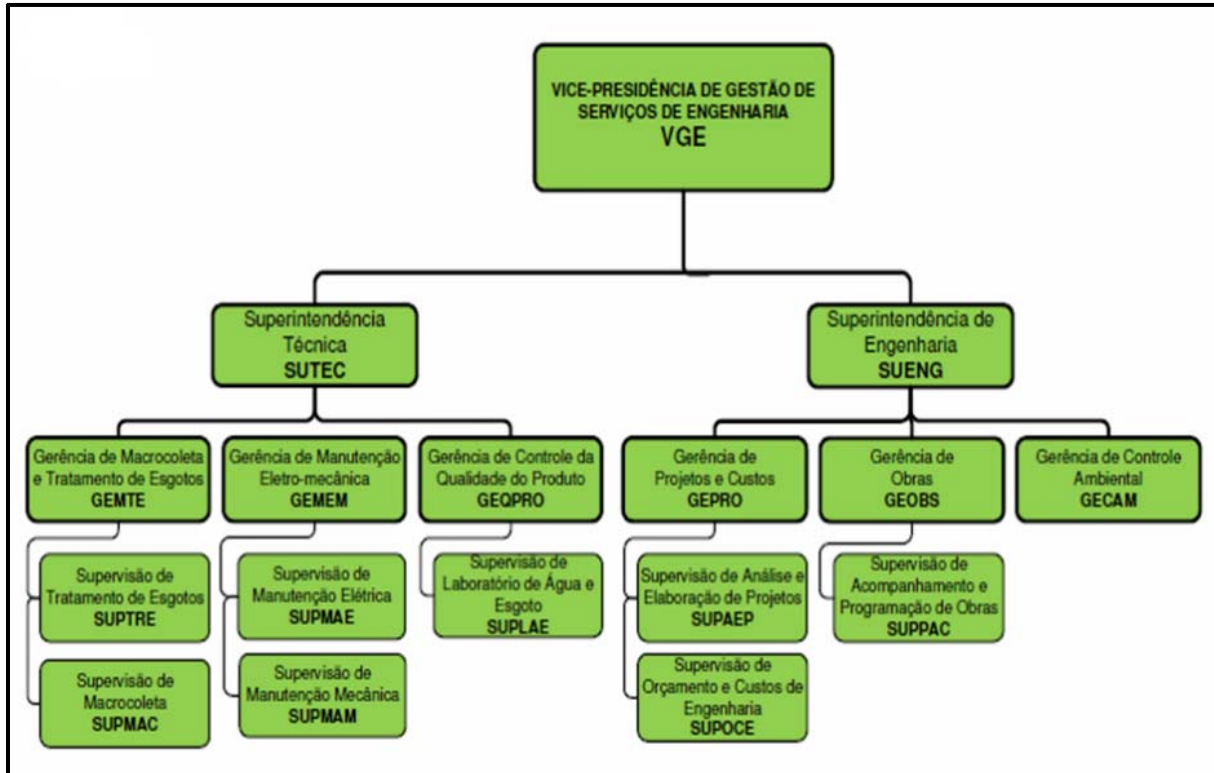 VICE-PRESIDÊNCIA DE GESTÃO DE
SERVIÇOS DE ENGENHARIA
VGE
Superintendência
Técnica
SUTEC
Superintendência de
Engenharia
SUENG
Gerência de Macrocoleta
e Tratamento de Esgotos
GEMTE
Gerência de Manutenção
Eletro-mecânica
GEMEM
Gerência de Controle da
Qualidade do Produto
GEQPRO
Gerência de
Projetos e Custos
GEPRO
Gerência de
Obras
GEOBS
Gerência de Controle
Ambiental
GECAM
Supervisão de
Tratamento de Esgotos
SUPTRE
Supervisão de
Manutenção Elétrica
SUPMAE
Supervisão de
Laboratório de Água e
Esgoto
SUPLAE
Supervisão de Análise e
Elaboração de Projetos
SUPAEP
Supervisão de
Acompanhamento e
Programação de Obras
SUPPAC
Supervisão de
Macrocoleta
SUPMAC
Supervisão de
Manutenção Mecânica
SUPMAM
Supervisão de
Orçamento e Custos de
Engenharia
SUPOCE